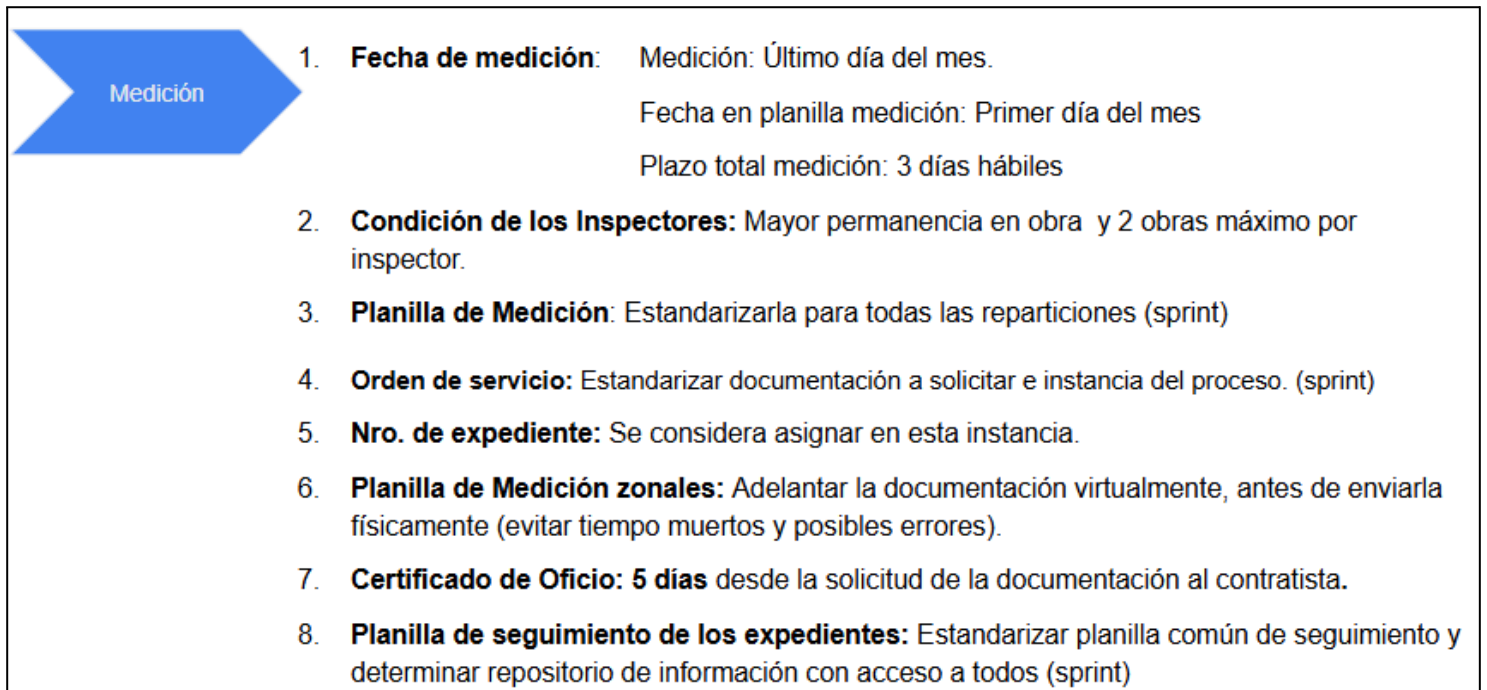 Medición
1. Fecha de medición: Medición: Último día del mes.
Fecha en planilla medición: Primer día del mes
Plazo total medición: 3 días hábiles
2. Condición de los Inspectores: Mayor permanencia en obra y 2 obras máximo por
inspector.
3. Planilla de Medición: Estandarizarla para todas las reparticiones (sprint)
4. Orden de servicio: Estandarizar documentación a solicitar e instancia del proceso. (sprint)
5. Nro. de expediente: Se considera asignar en esta instancia.
6. Planilla de Medición zonales: Adelantar la documentación virtualmente, antes de enviarla
físicamente (evitar tiempo muertos y posibles errores).
7. Certificado de Oficio: 5 días desde la solicitud de la documentación al contratista.
8. Planilla de seguimiento de los expedientes: Estandarizar planilla común de seguimiento y
determinar repositorio de información con acceso a todos (sprint)